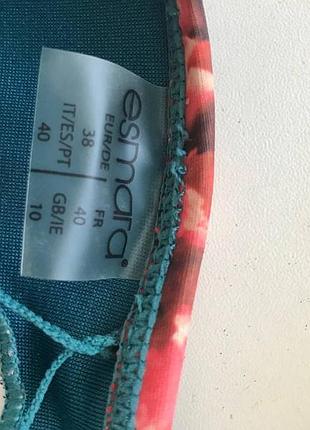 esmara®
EUR/DE FR
38 40
IT/ES/PT GB/IE
40 10